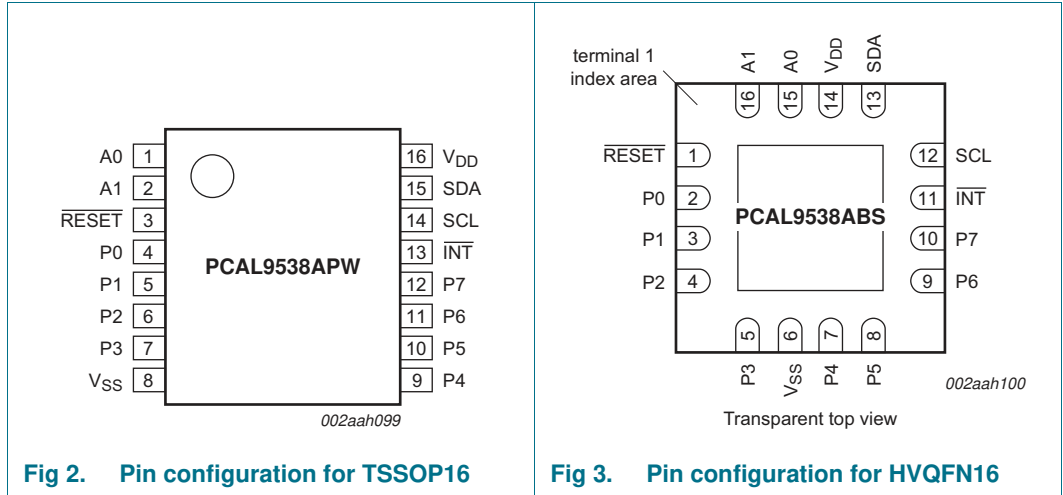 A0 1
A1 2
RESET 3
P0 4
P1 5
P2 6
P3 7
VSS 8
PCAL9538APW
16 VDD
15 SDA
14 SCL
13 INT
12 P7
11 P6
10 P5
9 P4
002aah099
Fig 2. Pin configuration for TSSOP16
terminal 1
index area
A1
A0
VDD
SDA
16
15
14
13
RESET 1
P0 2
P1 3
P2 4
PCAL9538ABS
12 SCL
11 INT
10 P7
9 P6
5
6
7
8
P3
VSS
P4
P5
002aah100
Transparent top view
Fig 3. Pin configuration for HVQFN16